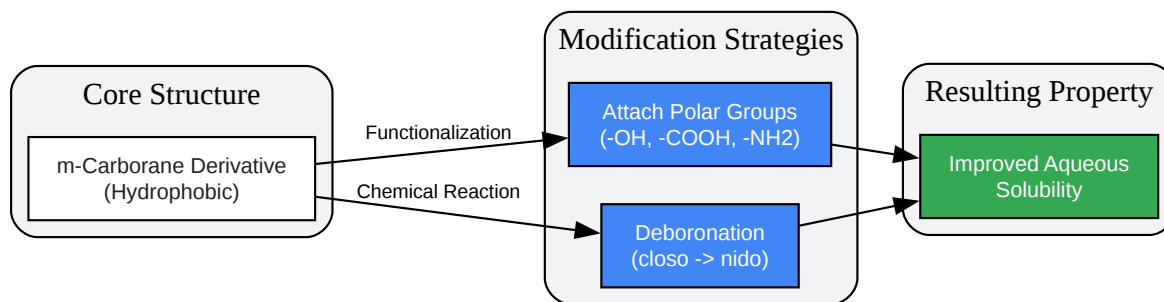 Core Structure
m-Carborane Derivative
(Hydrophobic)
Functionalization
Chemical Reaction
Modification Strategies
Attach Polar Groups
(-OH, -COOH, -NH2)
Deboronation
(closo -> nido)
Resulting Property
Improved Aqueous
Solubility